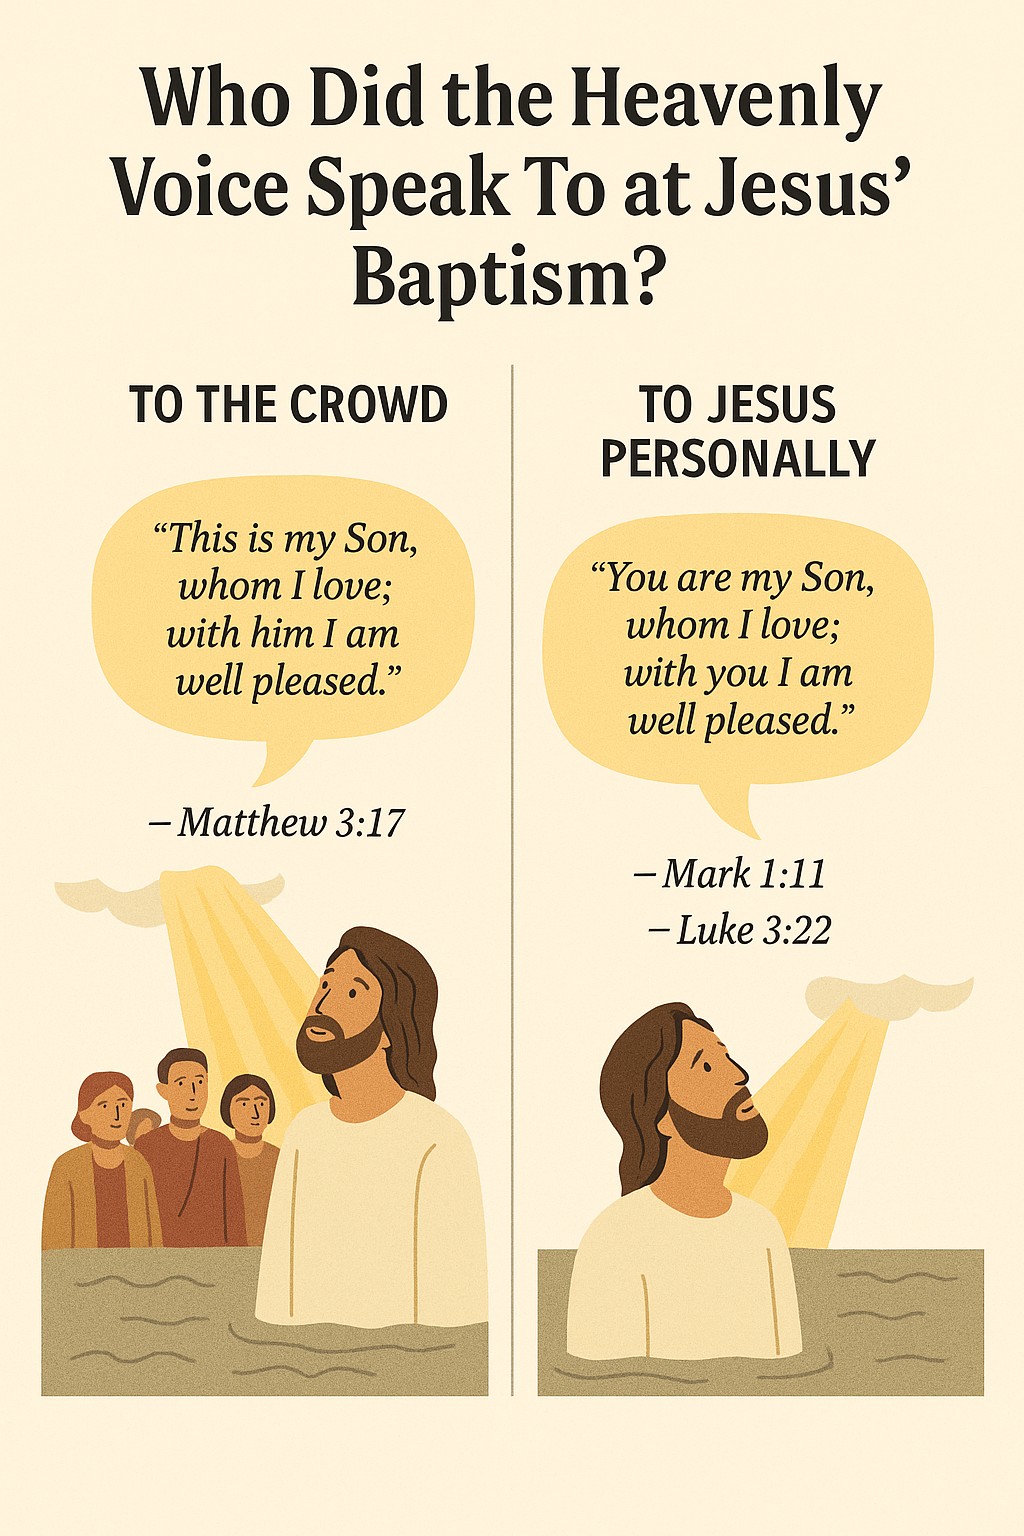 Who Did the Heavenly
Voice Speak To at Jesus’
Baptism?
TO THE CROWD
“This is my Son,
whom I love;
with him I am
well pleased.”
– Matthew 3:17
TO JESUS
PERSONALLY
“You are my Son,
whom I love;
with you I am
well pleased.”
– Mark 1:11
– Luke 3:22